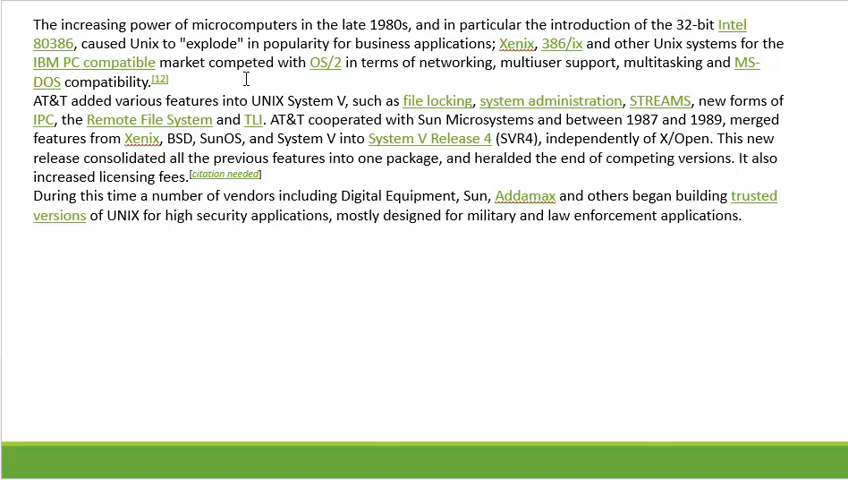 The increasing power of microcomputers in the late 1980s, and in particular the introduction of the 32-bit Intel
80386, caused Unix to "explode" in popularity for business applications; Xenix, 386/ix and other Unix systems for the
IBM PC compatible market competed with OS/2 in terms of networking, multiuser support, multitasking and MS-
DOS compatibility.[12]
AT&T added various features into UNIX System V, such as file locking, system administration, STREAMS, new forms of
IPC, the Remote File System and TLI. AT&T cooperated with Sun Microsystems and between 1987 and 1989, merged
features from Xenix, BSD, SunOS, and System V into System V Release 4 (SVR4), independently of X/Open. This new
release consolidated all the previous features into one package, and heralded the end of competing versions. It also
increased licensing fees.[citation needed]
During this time a number of vendors including Digital Equipment, Sun, Addamax and others began building trusted
versions of UNIX for high security applications, mostly designed for military and law enforcement applications.